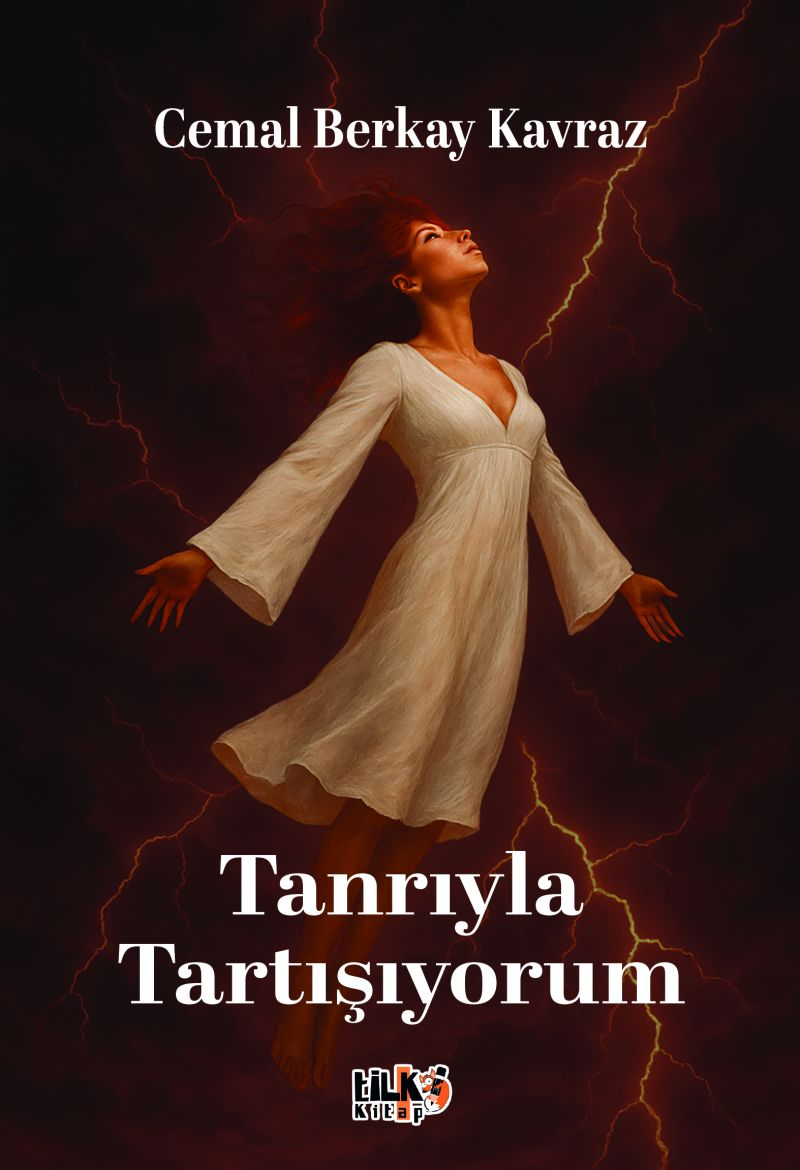 Cemal Berkay Kavraz
Tanrıyla
Tartışıyorum
tilki
kitap